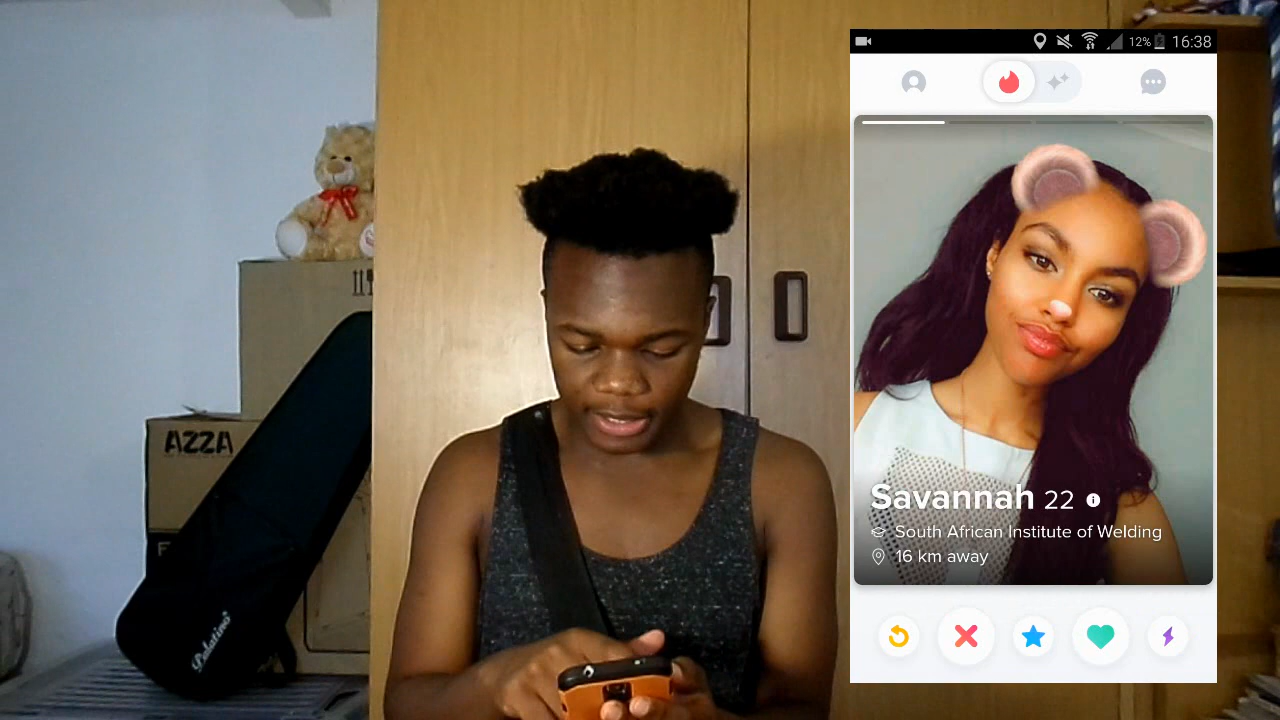 AZZA
Palatino
12% 16:38
Savannah 22
South African Institute of Welding
16 km away